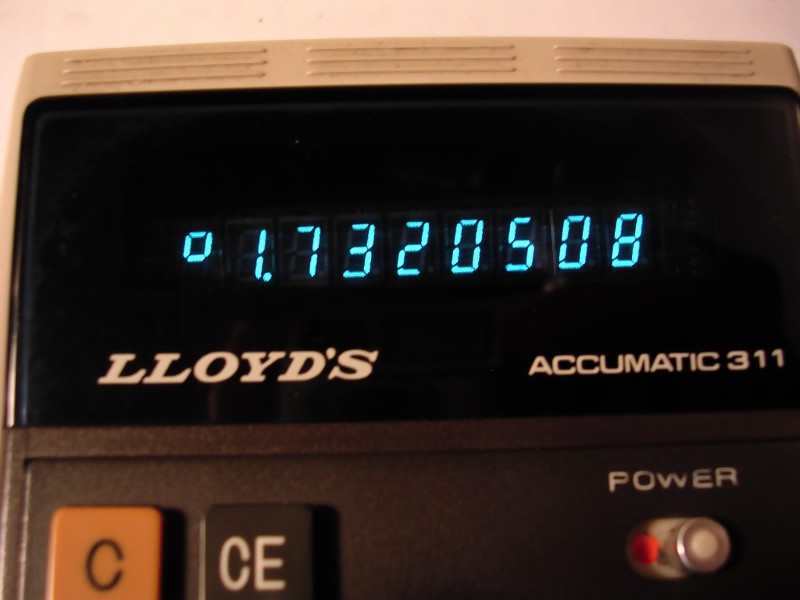 o 1.7320508
LLOYD'S ACCUMATIC 311
POWER
C CE